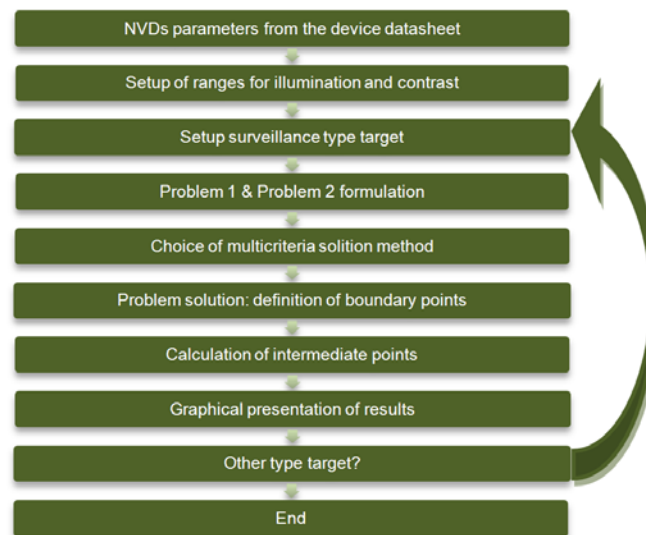 NVDs parameters from the device datasheet
Setup of ranges for illumination and contrast
Setup surveillance type target
Problem 1 & Problem 2 formulation
Choice of multicriteria solition method
Problem solution: definition of boundary points
Calculation of intermediate points
Graphical presentation of results
Other type target?
End